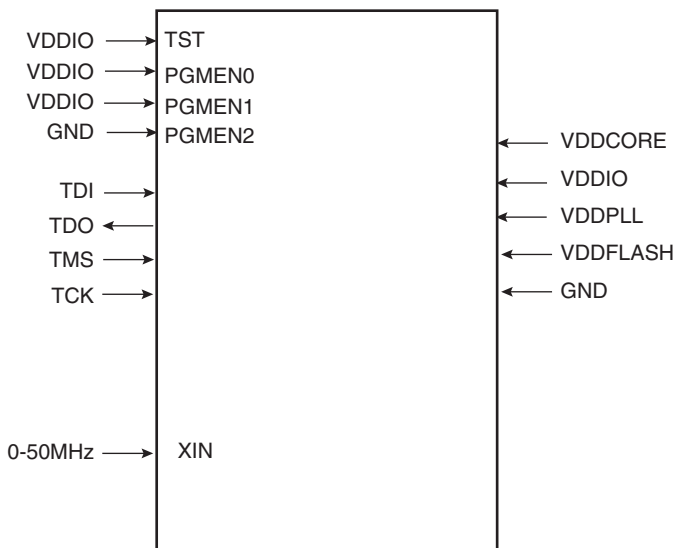 VDDIO TST
VDDIO PGMEN0
VDDIO PGMEN1
GND PGMEN2
VDDCORE
VDDIO
TDI
VDDPLL
TDO
VDDFLASH
TMS
GND
TCK
0-50MHz XIN